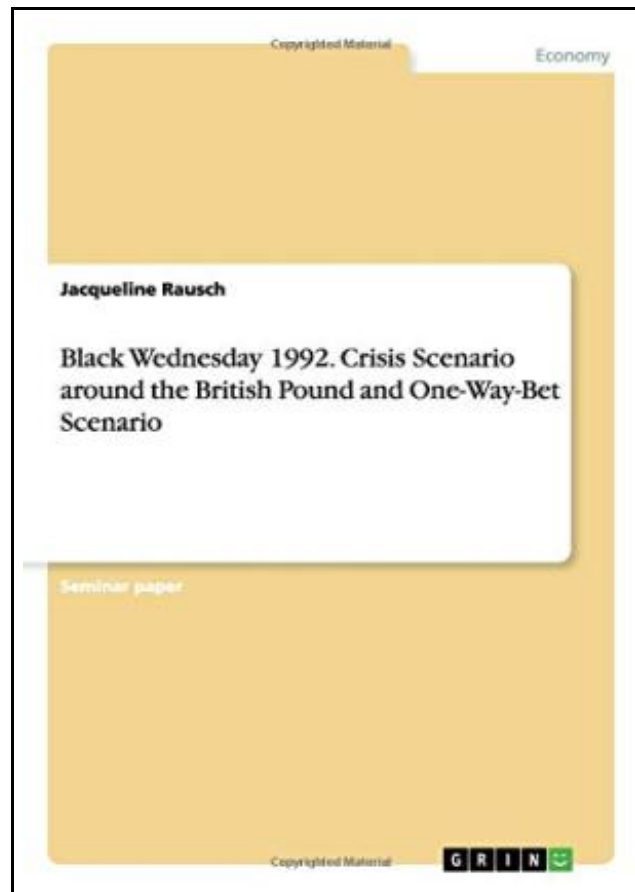 Copyrighted Material
Economy
Jacqueline Rausch
Black Wednesday 1992. Crisis Scenario
around the British Pound and One-Way-Bet
Scenario
Seminar paper
Copyrighted Material
GRIN